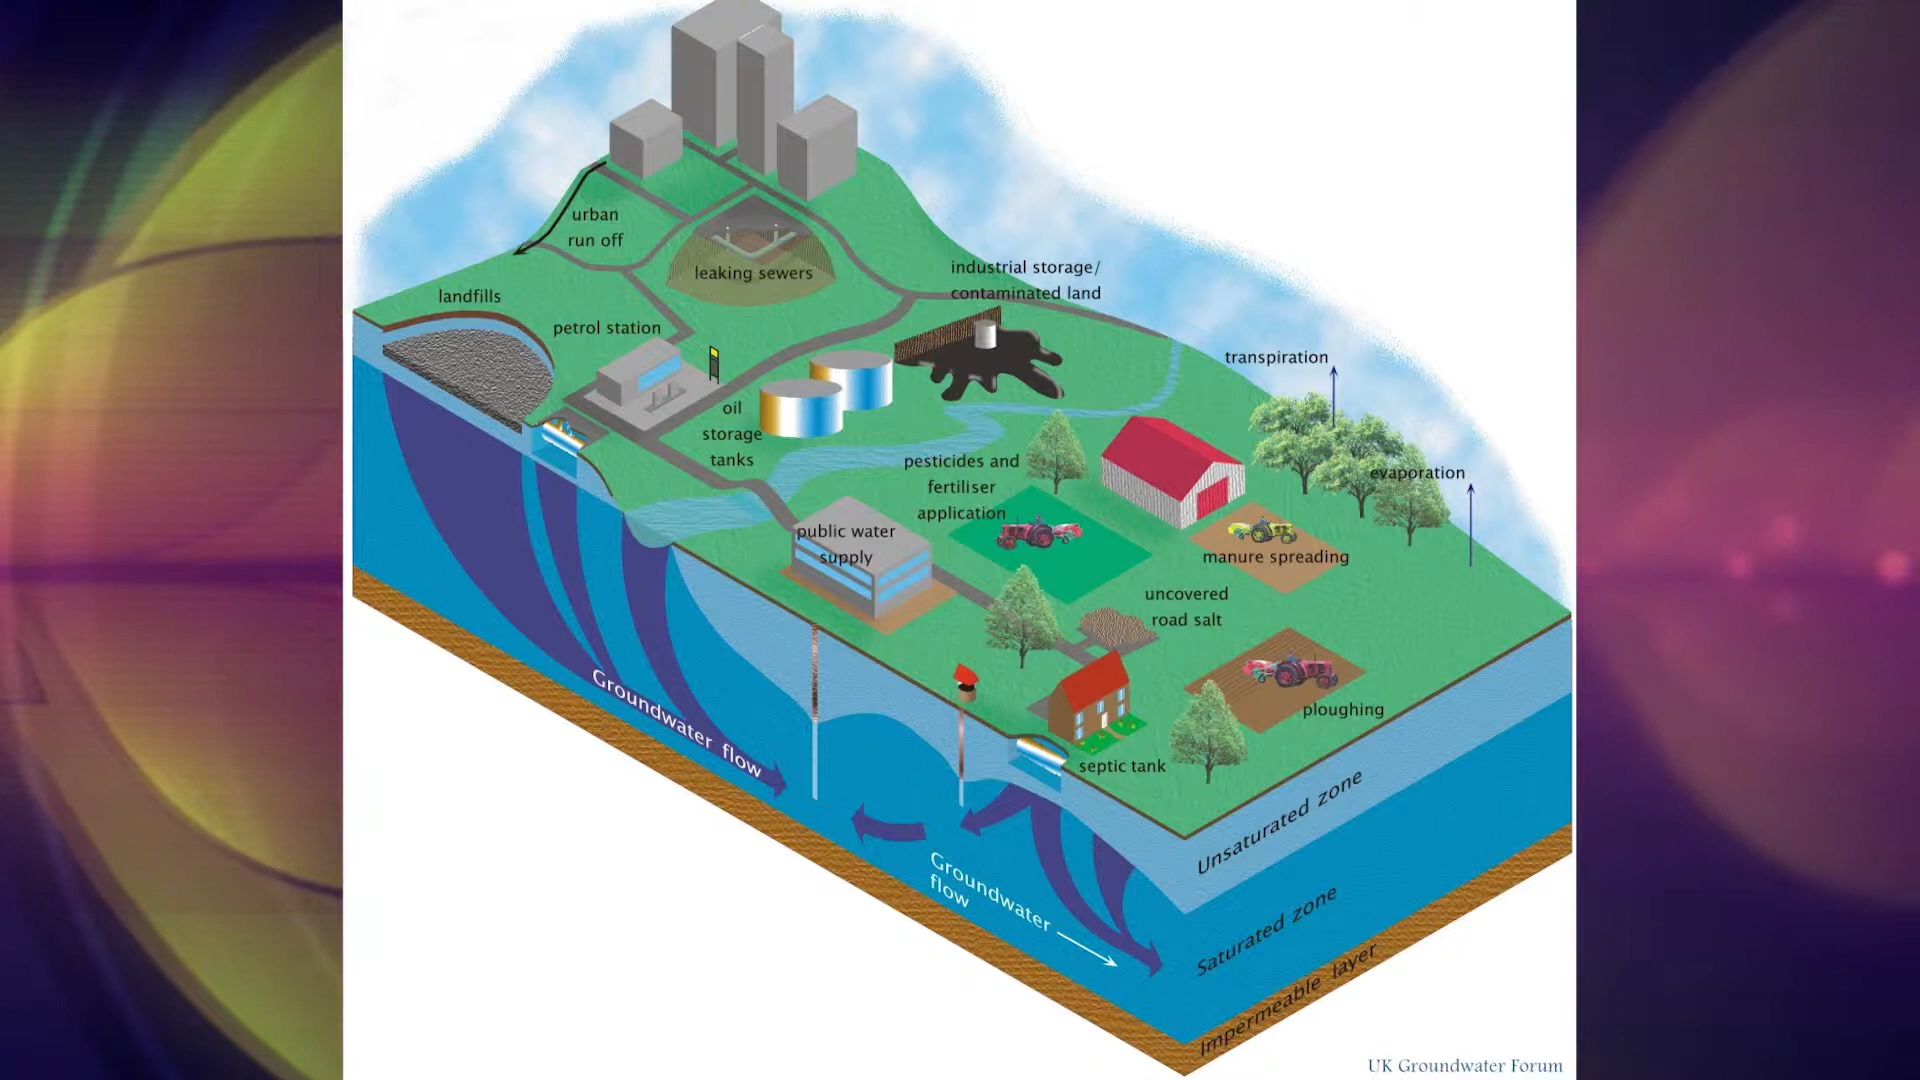 urban
run off
leaking sewers
industrial storage/
contaminated land
landfills
petrol station
transpiration
oil
storage
tanks
pesticides and
fertiliser
application
evaporation
public water
supply
manure spreading
uncovered
road salt
Groundwater flow
ploughing
septic tank
Unsaturated zone
Groundwater
flow
Saturated zone
Impermeable layer
UK Groundwater Forum